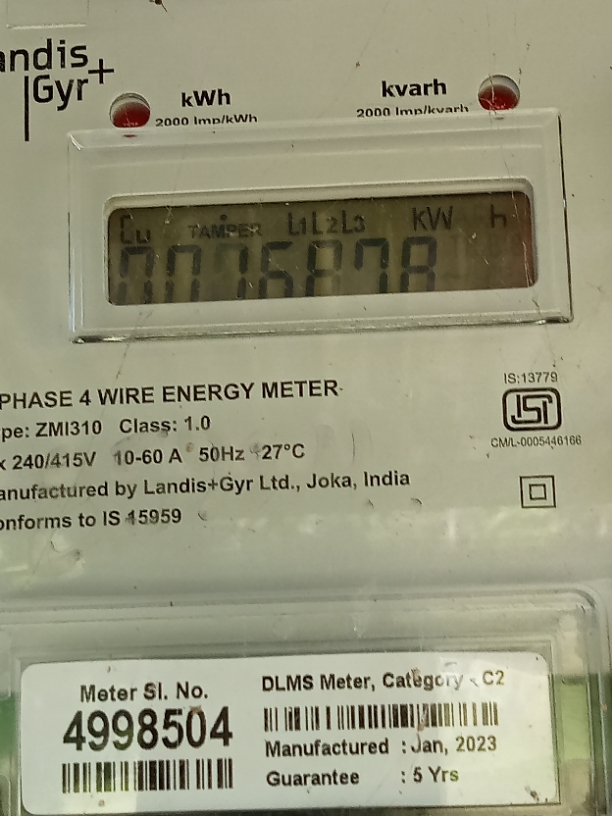 andis
Gyr+
kWh
2000 Imp/kWh
kvarh
2000 Imp/kvarh
Cu TAMPER L1L2L3 KW h
PHASE 4 WIRE ENERGY METER
pe: ZMI310 Class: 1.0
x 240/415V 10-60 A 50Hz 27°C
anufactured by Landis+Gyr Ltd., Joka, India
onforms to IS 15959
IS:13779
ISI
CM/L-0005446166
Meter Sl. No.
4998504
DLMS Meter, Category - C2
Manufactured : Jan, 2023
Guarantee : 5 Yrs